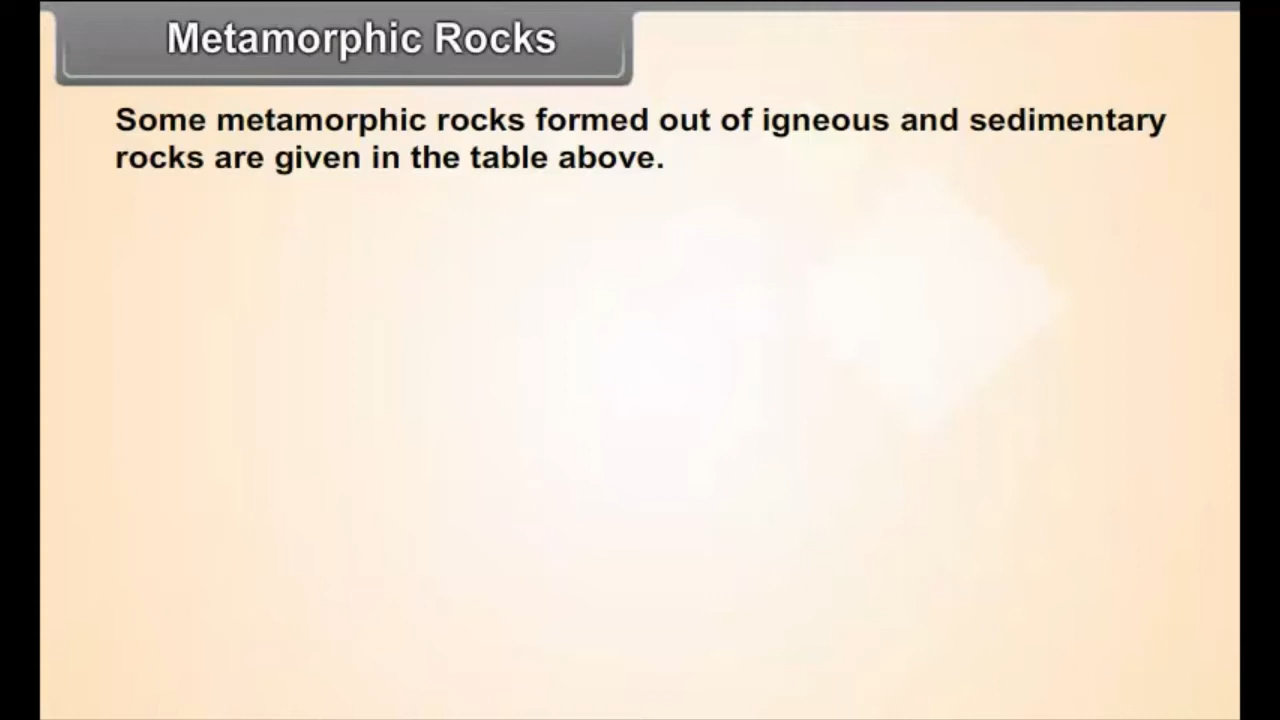 Metamorphic Rocks
Some metamorphic rocks formed out of igneous and sedimentary
rocks are given in the table above.